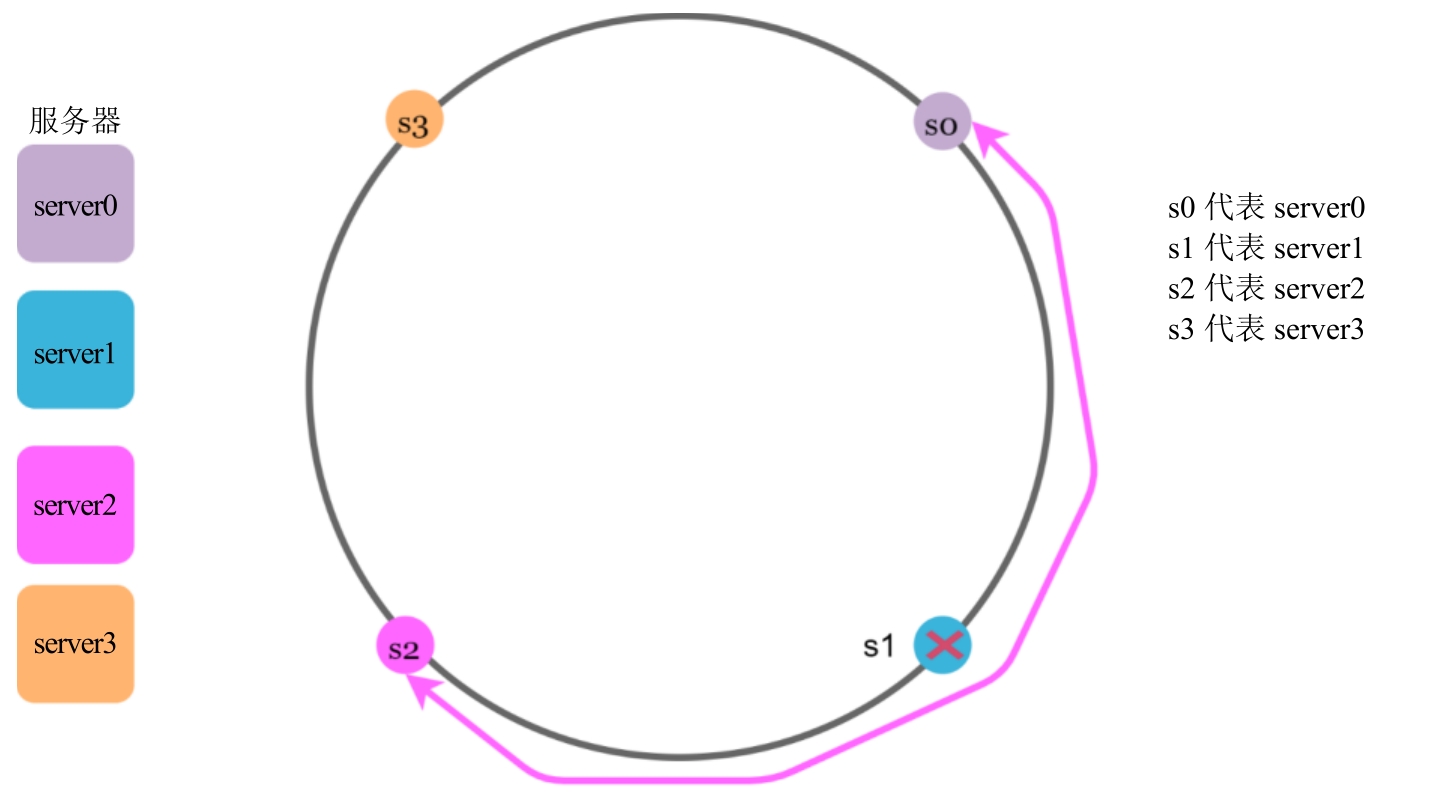 服务器
server0
server1
server2
server3
s3
s0
s2
s1
s0 代表 server0
s1 代表 server1
s2 代表 server2
s3 代表 server3